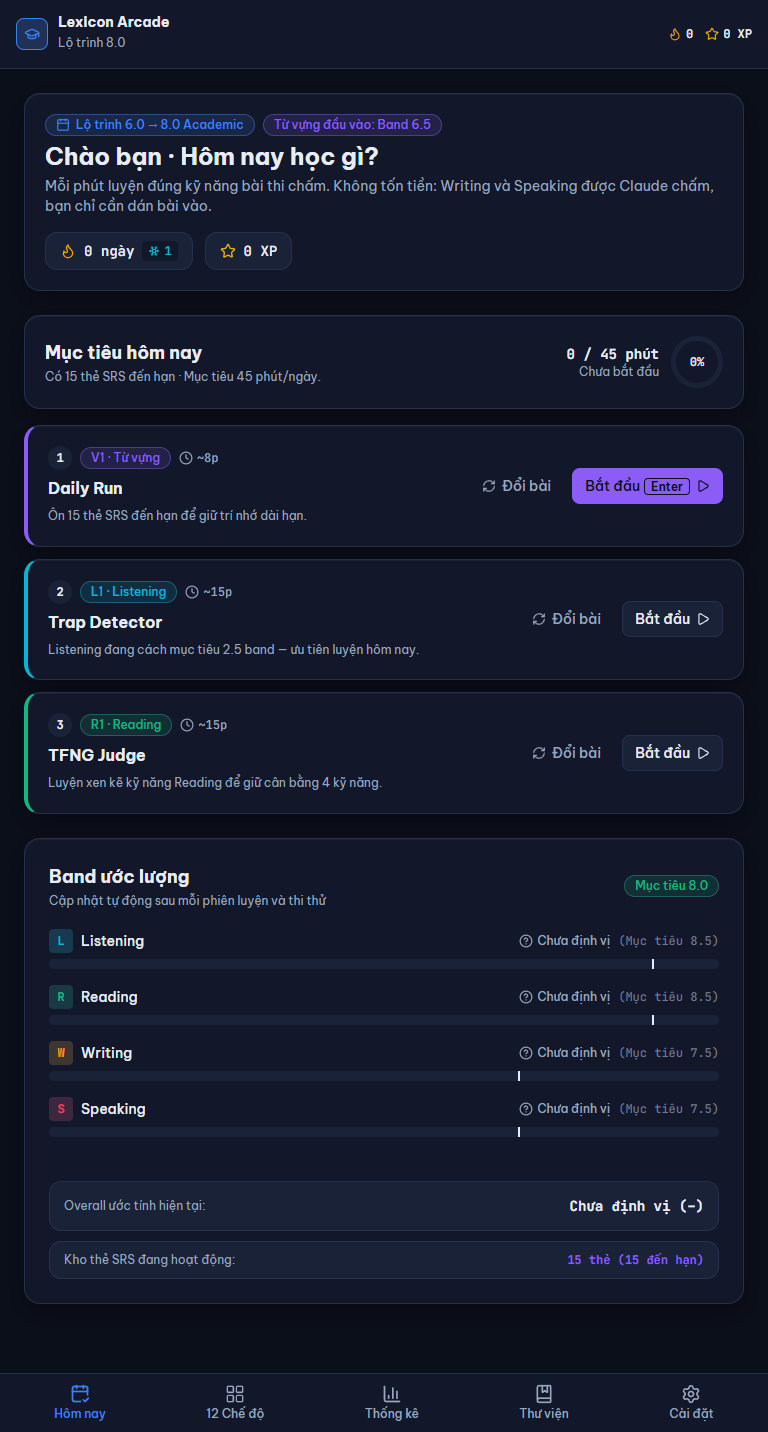 Lexicon Arcade
Lộ trình 8.0
0 0 XP
Lộ trình 6.0 → 8.0 Academic Từ vựng đầu vào: Band 6.5
Chào bạn · Hôm nay học gì?
Mỗi phút luyện đúng kỹ năng bài thi chấm. Không tốn tiền: Writing và Speaking được Claude chấm,
bạn chỉ cần dán bài vào.
0 ngày 1 0 XP
Mục tiêu hôm nay
Có 15 thẻ SRS đến hạn · Mục tiêu 45 phút/ngày.
0 / 45 phút
Chưa bắt đầu
0%
1 V1 · Từ vựng ~8p
Daily Run
Ôn 15 thẻ SRS đến hạn để giữ trí nhớ dài hạn.
Đổi bài Bắt đầu Enter
2 L1 · Listening ~15p
Trap Detector
Listening đang cách mục tiêu 2.5 band — ưu tiên luyện hôm nay.
Đổi bài Bắt đầu
3 R1 · Reading ~15p
TFNG Judge
Luyện xen kẽ kỹ năng Reading để giữ cân bằng 4 kỹ năng.
Đổi bài Bắt đầu
Band ước lượng
Cập nhật tự động sau mỗi phiên luyện và thi thử
Mục tiêu 8.0
L Listening Chưa định vị (Mục tiêu 8.5)
R Reading Chưa định vị (Mục tiêu 8.5)
W Writing Chưa định vị (Mục tiêu 7.5)
S Speaking Chưa định vị (Mục tiêu 7.5)
Overall ước tính hiện tại: Chưa định vị (–)
Kho thẻ SRS đang hoạt động: 15 thẻ (15 đến hạn)
Hôm nay 12 Chế độ Thống kê Thư viện Cài đặt